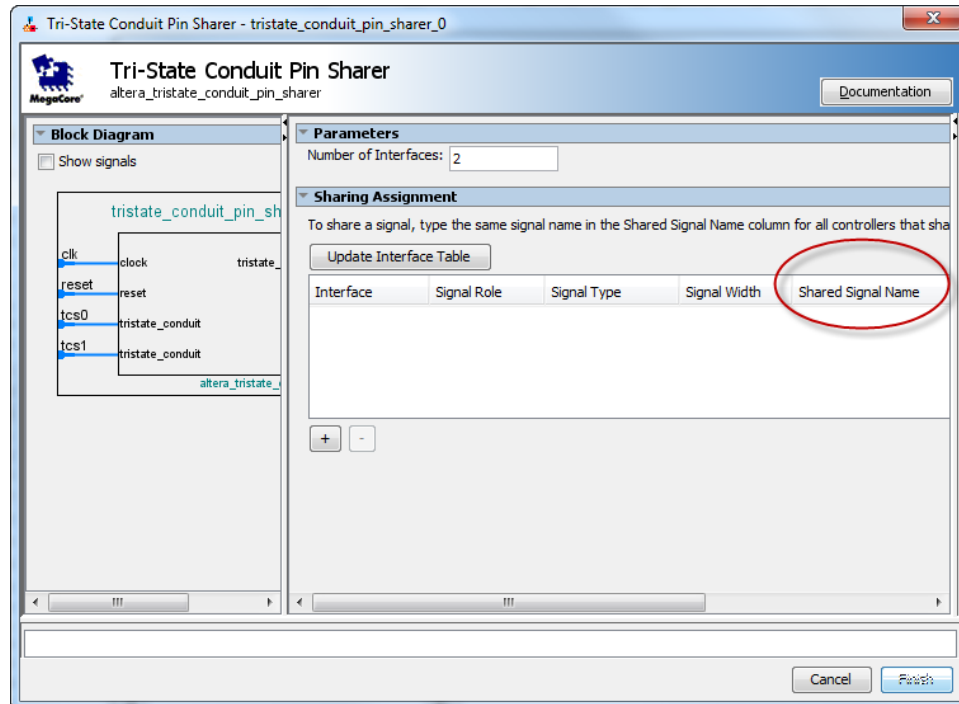 Tri-State Conduit Pin Sharer - tristate_conduit_pin_sharer_0
Tri-State Conduit Pin Sharer
altera_tristate_conduit_pin_sharer
MegaCore®
Documentation
Block Diagram
Show signals
tristate_conduit_pin_sh
clk
clock
tristate_
reset
reset
tcs0
tristate_conduit
tcs1
tristate_conduit
altera_tristate_
Parameters
Number of Interfaces: 2
Sharing Assignment
To share a signal, type the same signal name in the Shared Signal Name column for all controllers that sha
Update Interface Table
Interface Signal Role Signal Type Signal Width Shared Signal Name
+ -
Cancel Finish